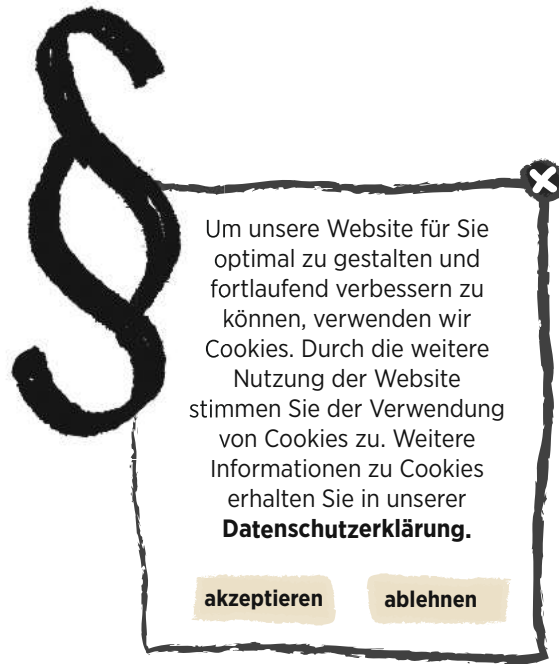 §
Um unsere Website für Sie
optimal zu gestalten und
fortlaufend verbessern zu
können, verwenden wir
Cookies. Durch die weitere
Nutzung der Website
stimmen Sie der Verwendung
von Cookies zu. Weitere
Informationen zu Cookies
erhalten Sie in unserer
Datenschutzerklärung.
akzeptieren ablehnen